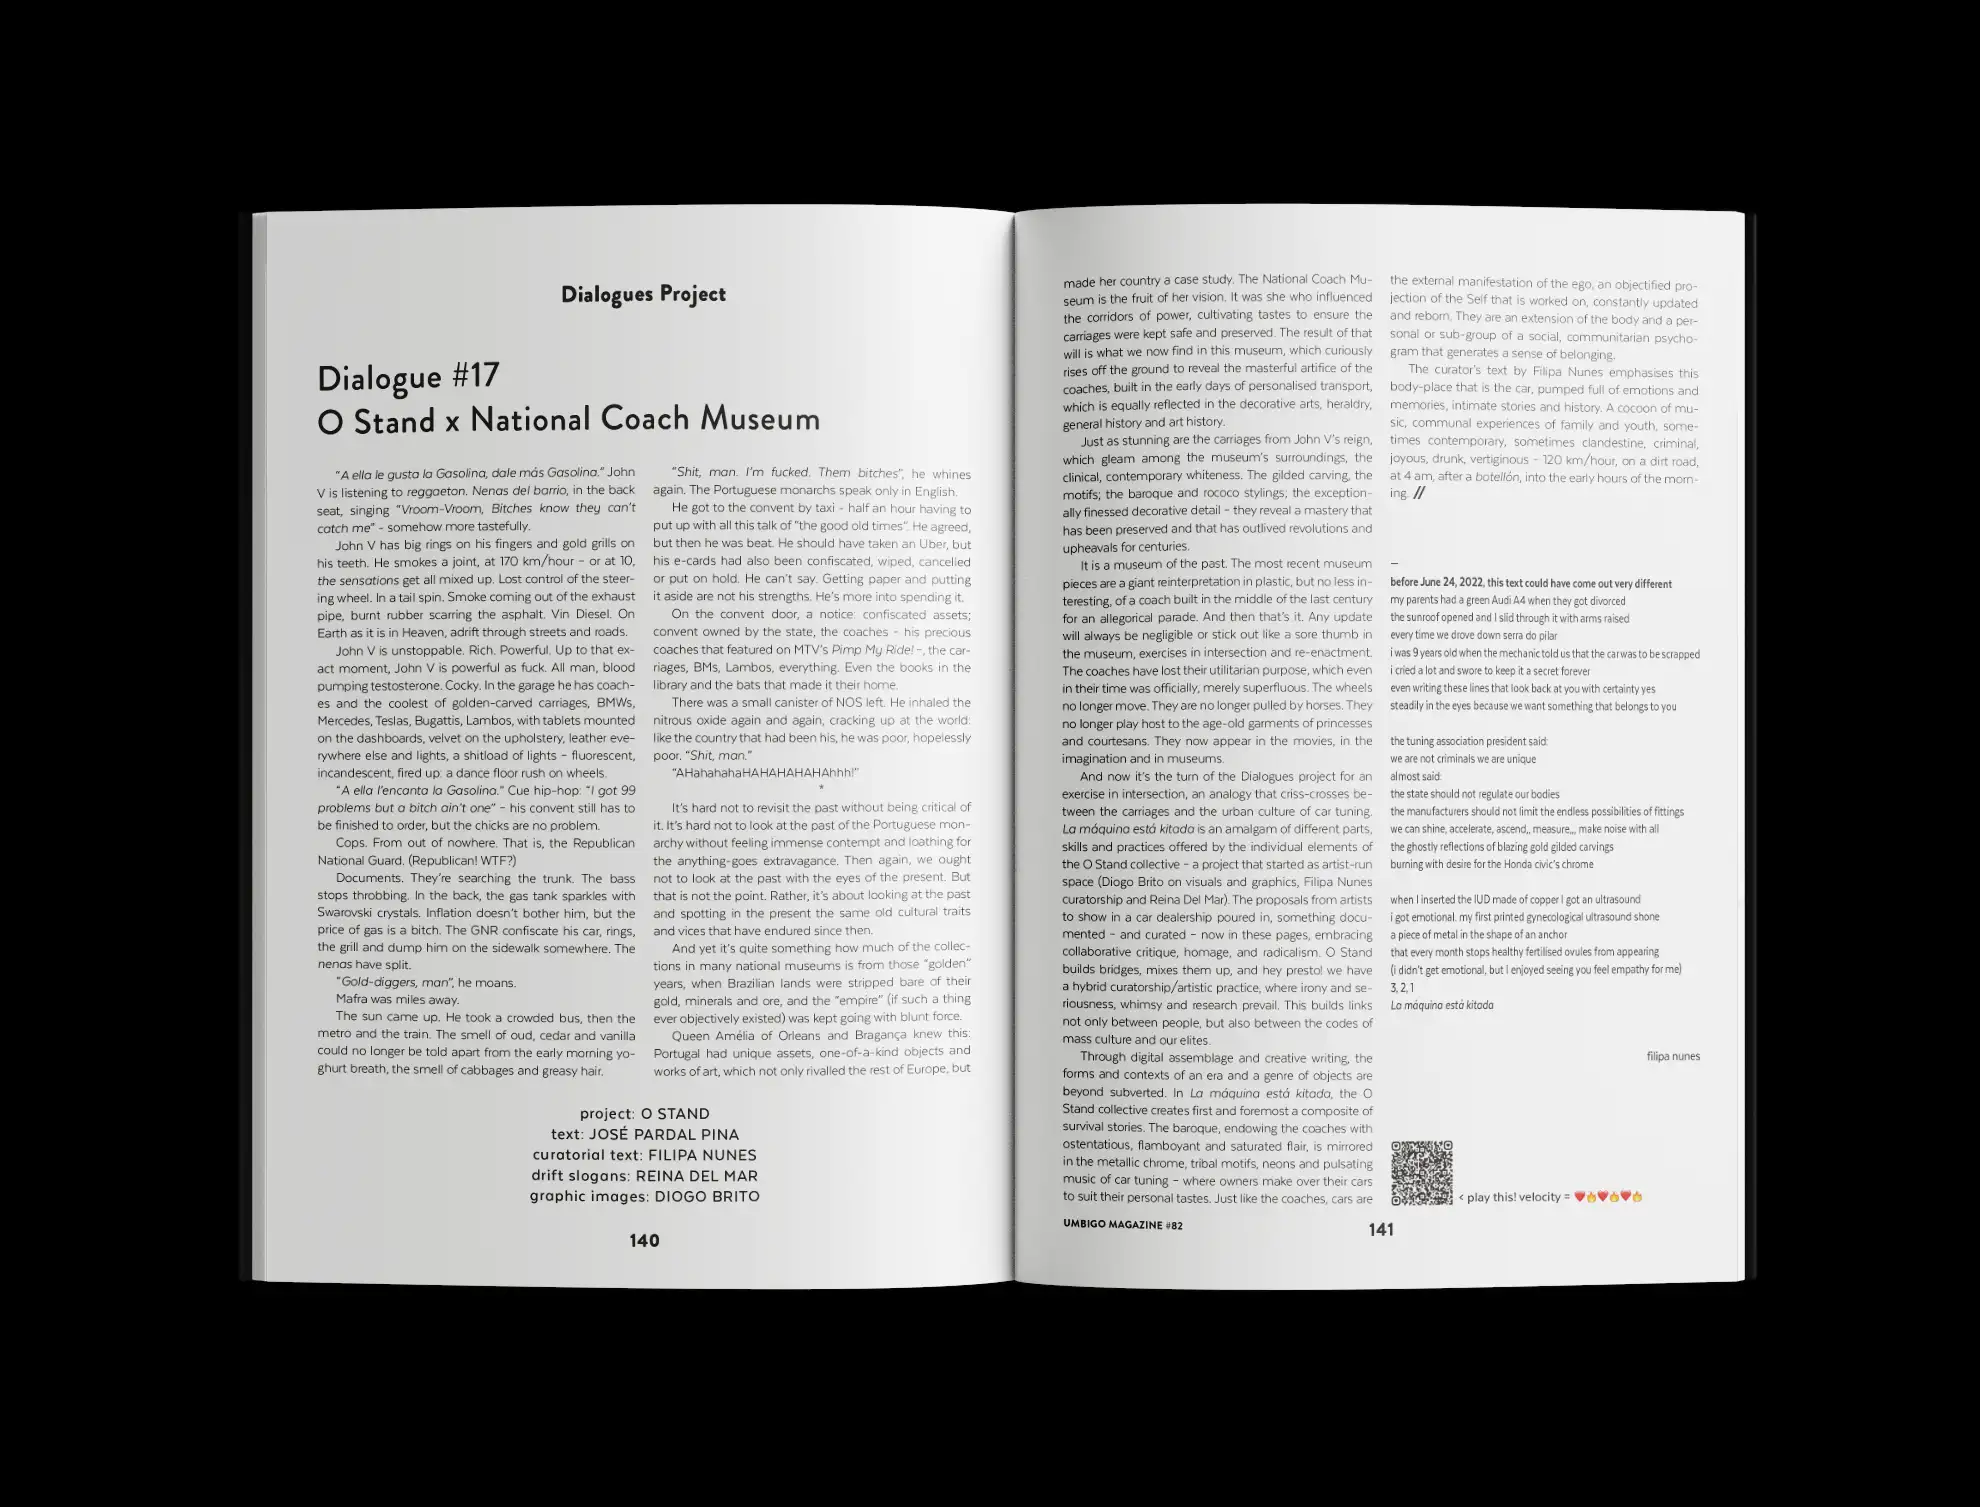 Dialogues Project
Dialogue #17
O Stand x National Coach Museum
“A ella le gusta la Gasolina, dale más Gasolina.” John
V is listening to reggaeton. Nenas del barrio, in the back
seat, singing “Vroom-Vroom, Bitches know they can’t
catch me” – somehow more tastefully.
John V has big rings on his fingers and gold grills on
his teeth. He smokes a joint, at 170 km/hour – or at 10,
the sensations get all mixed up. Lost control of the steer-
ing wheel. In a tail spin. Smoke coming out of the exhaust
pipe, burnt rubber scarring the asphalt. Vin Diesel. On
Earth as it is in Heaven, adrift through streets and roads.
John V is unstoppable. Rich. Powerful. Up to that ex-
act moment, John V is powerful as fuck. All man, blood
pumping testosterone. Cocky. In the garage he has coach-
es and the coolest of golden-carved carriages, BMWs,
Mercedes, Teslas, Bugattis, Lambos, with tablets mounted
on the dashboards, velvet on the upholstery, leather eve-
rywhere else and lights, a shitload of lights – fluorescent,
incandescent, fired up: a dance floor rush on wheels.
“A ella l’encanta la Gasolina.” Cue hip-hop: “I got 99
problems but a bitch ain’t one” – his convent still has to
be finished to order, but the chicks are no problem.
Cops. From out of nowhere. That is, the Republican
National Guard. (Republican! WTF?)
Documents. They’re searching the trunk. The bass
stops throbbing. In the back, the gas tank sparkles with
Swarovski crystals. Inflation doesn’t bother him, but the
price of gas is a bitch. The GNR confiscate his car, rings,
the grill and dump him on the sidewalk somewhere. The
nenas have split.
“Gold-diggers, man”, he moans.
Mafra was miles away.
The sun came up. He took a crowded bus, then the
metro and the train. The smell of oud, cedar and vanilla
could no longer be told apart from the early morning yo-
ghurt breath, the smell of cabbages and greasy hair.
“Shit, man. I’m fucked. Them bitches”, he whines
again. The Portuguese monarchs speak only in English.
He got to the convent by taxi – half an hour having to
put up with all this talk of “the good old times”. He agreed,
but then he was beat. He should have taken an Uber, but
his e-cards had also been confiscated, wiped, cancelled
or put on hold. He can’t say. Getting paper and putting
it aside are not his strengths. He’s more into spending it.
On the convent door, a notice: confiscated assets;
convent owned by the state, the coaches – his precious
coaches that featured on MTV’s Pimp My Ride! –, the car-
riages, BMs, Lambos, everything. Even the books in the
library and the bats that made it their home.
There was a small canister of NOS left. He inhaled the
nitrous oxide again and again, cracking up at the world:
like the country that had been his, he was poor, hopelessly
poor. “Shit, man.”
“AHahahahaHAHAHAHAHAhhh!”
*
It’s hard not to revisit the past without being critical of
it. It’s hard not to look at the past of the Portuguese mon-
archy without feeling immense contempt and loathing for
the anything-goes extravagance. Then again, we ought
not to look at the past with the eyes of the present. But
that is not the point. Rather, it’s about looking at the past
and spotting in the present the same old cultural traits
and vices that have endured since then.
And yet it’s quite something how much of the collec-
tions in many national museums is from those “golden”
years, when Brazilian lands were stripped bare of their
gold, minerals and ore, and the “empire” (if such a thing
ever objectively existed) was kept going with blunt force.
Queen Amélia of Orleans and Bragança knew this:
Portugal had unique assets, one-of-a-kind objects and
works of art, which not only rivalled the rest of Europe, but
project: O STAND
text: JOSÉ PARDAL PINA
curatorial text: FILIPA NUNES
drift slogans: REINA DEL MAR
graphic images: DIOGO BRITO
140
made her country a case study. The National Coach Mu-
seum is the fruit of her vision. It was she who influenced
the corridors of power, cultivating tastes to ensure the
carriages were kept safe and preserved. The result of that
will is what we now find in this museum, which curiously
rises off the ground to reveal the masterful artifice of the
coaches, built in the early days of personalised transport,
which is equally reflected in the decorative arts, heraldry,
general history and art history.
Just as stunning are the carriages from John V’s reign,
which gleam among the museum’s surroundings, the
clinical, contemporary whiteness. The gilded carving, the
motifs; the baroque and rococo stylings; the exception-
ally finessed decorative detail – they reveal a mastery that
has been preserved and that has outlived revolutions and
upheavals for centuries.
It is a museum of the past. The most recent museum
pieces are a giant reinterpretation in plastic, but no less in-
teresting, of a coach built in the middle of the last century
for an allegorical parade. And then that’s it. Any update
will always be negligible or stick out like a sore thumb in
the museum, exercises in intersection and re-enactment.
The coaches have lost their utilitarian purpose, which even
in their time was officially, merely superfluous. The wheels
no longer move. They are no longer pulled by horses. They
no longer play host to the age-old garments of princesses
and courtesans. They now appear in the movies, in the
imagination and in museums.
And now it’s the turn of the Dialogues project for an
exercise in intersection, an analogy that criss-crosses be-
tween the carriages and the urban culture of car tuning.
La máquina está kitada is an amalgam of different parts,
skills and practices offered by the individual elements of
the O Stand collective – a project that started as artist-run
space (Diogo Brito on visuals and graphics, Filipa Nunes
curatorship and Reina Del Mar). The proposals from artists
to show in a car dealership poured in, something docu-
mented – and curated – now in these pages, embracing
collaborative critique, homage, and radicalism. O Stand
builds bridges, mixes them up, and hey presto! we have
a hybrid curatorship/artistic practice, where irony and se-
riousness, whimsy and research prevail. This builds links
not only between people, but also between the codes of
mass culture and our elites.
Through digital assemblage and creative writing, the
forms and contexts of an era and a genre of objects are
beyond subverted. In La máquina está kitada, the O
Stand collective creates first and foremost a composite of
survival stories. The baroque, endowing the coaches with
ostentatious, flamboyant and saturated flair, is mirrored
in the metallic chrome, tribal motifs, neons and pulsating
music of car tuning – where owners make over their cars
to suit their personal tastes. Just like the coaches, cars are
the external manifestation of the ego, an objectified pro-
jection of the Self that is worked on, constantly updated
and reborn. They are an extension of the body and a per-
sonal or sub-group of a social, communitarian psycho-
gram that generates a sense of belonging.
The curator’s text by Filipa Nunes emphasises this
body-place that is the car, pumped full of emotions and
memories, intimate stories and history. A cocoon of mu-
sic, communal experiences of family and youth, some-
times contemporary, sometimes clandestine, criminal,
joyous, drunk, vertiginous – 120 km/hour, on a dirt road,
at 4 am, after a botellón, into the early hours of the morn-
ing. //
–
before June 24, 2022, this text could have come out very different
my parents had a green Audi A4 when they got divorced
the sunroof opened and I slid through it with arms raised
every time we drove down serra do pilar
i was 9 years old when the mechanic told us that the car was to be scrapped
i cried a lot and swore to keep it a secret forever
even writing these lines that look back at you with certainty yes
steadily in the eyes because we want something that belongs to you
the tuning association president said:
we are not criminals we are unique
almost said:
the state should not regulate our bodies
the manufacturers should not limit the endless possibilities of fittings
we can shine, accelerate, ascend,, measure,,, make noise with all
the ghostly reflections of blazing gold gilded carvings
burning with desire for the Honda civic’s chrome
when I inserted the IUD made of copper I got an ultrasound
i got emotional. my first printed gynecological ultrasound shone
a piece of metal in the shape of an anchor
that every month stops healthy fertilised ovules from appearing
(i didn’t get emotional, but I enjoyed seeing you feel empathy for me)
3, 2, 1
La máquina está kitada
filipa nunes
< play this! velocity = ❤️🔥❤️🔥❤️🔥
UMBIGO MAGAZINE #82
141